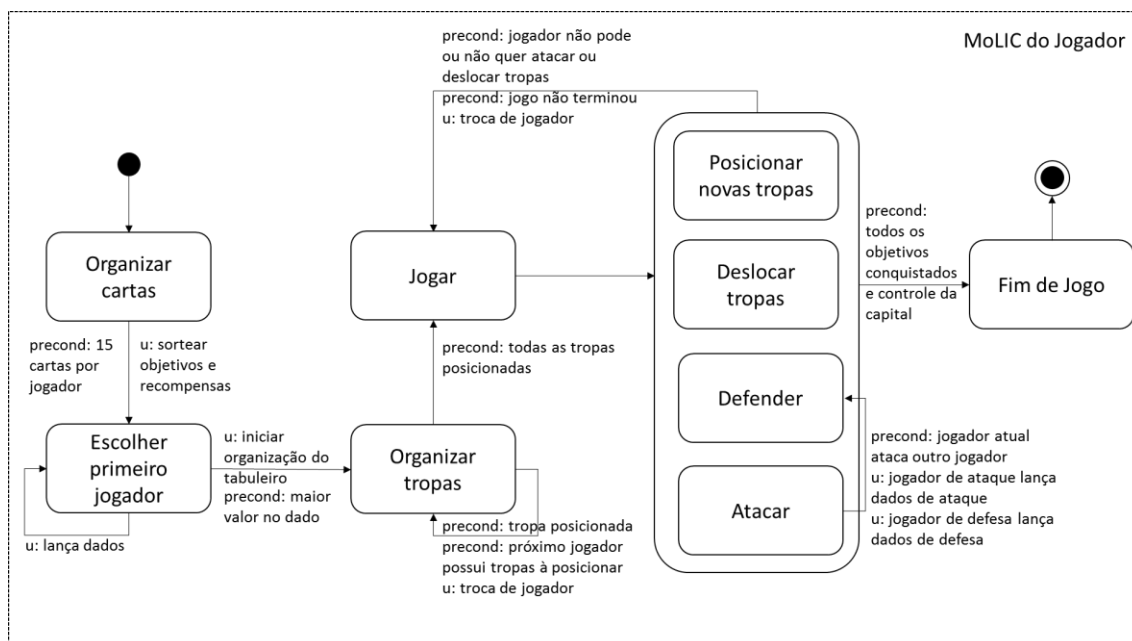 MoLIC do Jogador
precond: jogador não pode
ou não quer atacar ou
deslocar tropas
precond: jogo não terminou
u: troca de jogador
Organizar
cartas
precond: 15
cartas por
jogador
u: sortear
objetivos e
recompensas
Escolher
primeiro
jogador
u: lança dados
u: iniciar
organização do
tabuleiro
precond: maior
valor no dado
Organizar
tropas
precond: tropa posicionada
precond: próximo jogador
possui tropas à posicionar
u: troca de jogador
precond: todas as tropas
posicionadas
Jogar
Posicionar
novas tropas
Deslocar
tropas
Defender
Atacar
precond: jogador atual
ataca outro jogador
u: jogador de ataque lança
dados de ataque
u: jogador de defesa lança
dados de defesa
precond:
todos os
objetivos
conquistados
e controle da
capital
Fim de Jogo